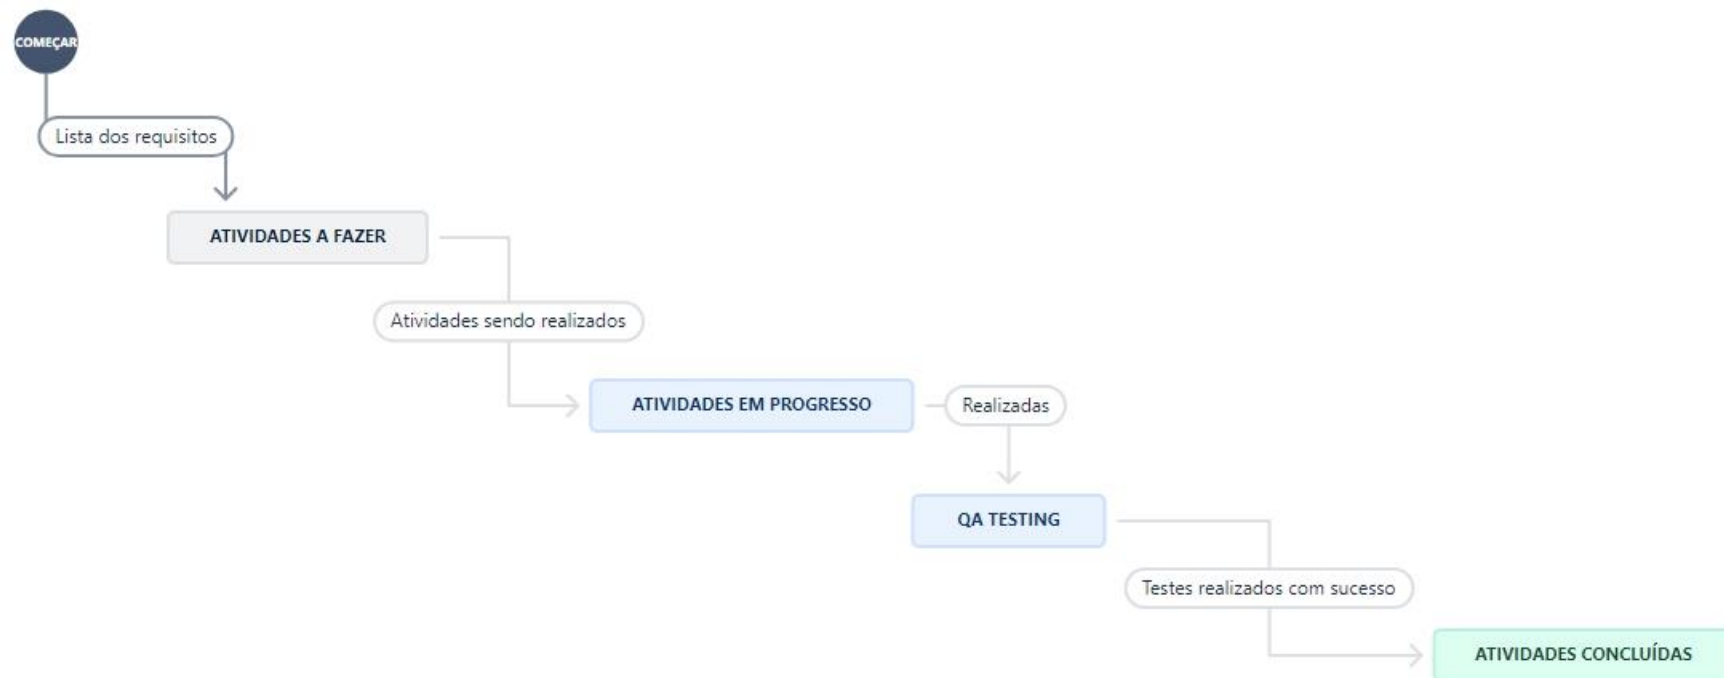 COMEÇAR
Lista dos requisitos
ATIVIDADES A FAZER
Atividades sendo realizados
ATIVIDADES EM PROGRESSO
Realizadas
QA TESTING
Testes realizados com sucesso
ATIVIDADES CONCLUÍDAS